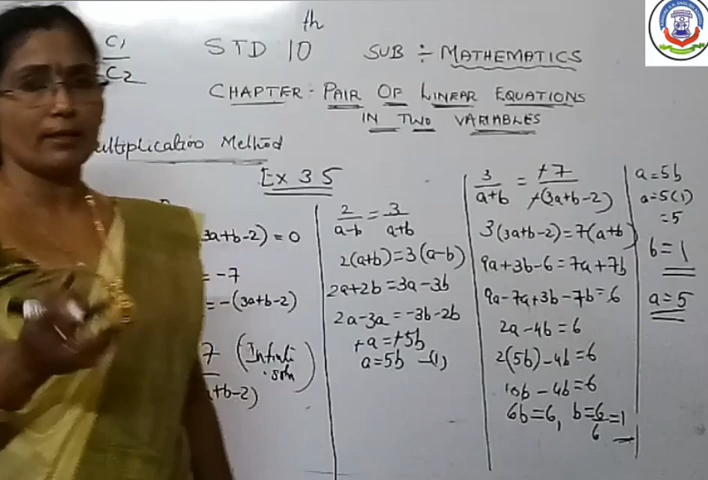 C1
C2
STD 10th SUB ÷ MATHEMATICS
CHAPTER :- PAIR OF LINEAR EQUATIONS
IN TWO VARIABLES
ultiplication Method
Ex 3 5
3a+b-2) = 0
= -7
= -(3a+b-2)
7 (Infinite
soln)
a+b-2)
2/(a-b) = 3/(a+b)
2(a+b) = 3(a-b)
2a+2b = 3a-3b
2a-3a = -3b-2b
+a = +5b
a = 5b —(1)
3/(a+b) = +7/+(3a+b-2)
3(3a+b-2) = 7(a+b)
9a+3b-6 = 7a+7b
9a-7a+3b-7b = 6
2a-4b = 6
2(5b)-4b = 6
10b-4b = 6
6b = 6, b = 6/6 = 1
a = 5b
a = 5(1)
= 5
b = 1
a = 5